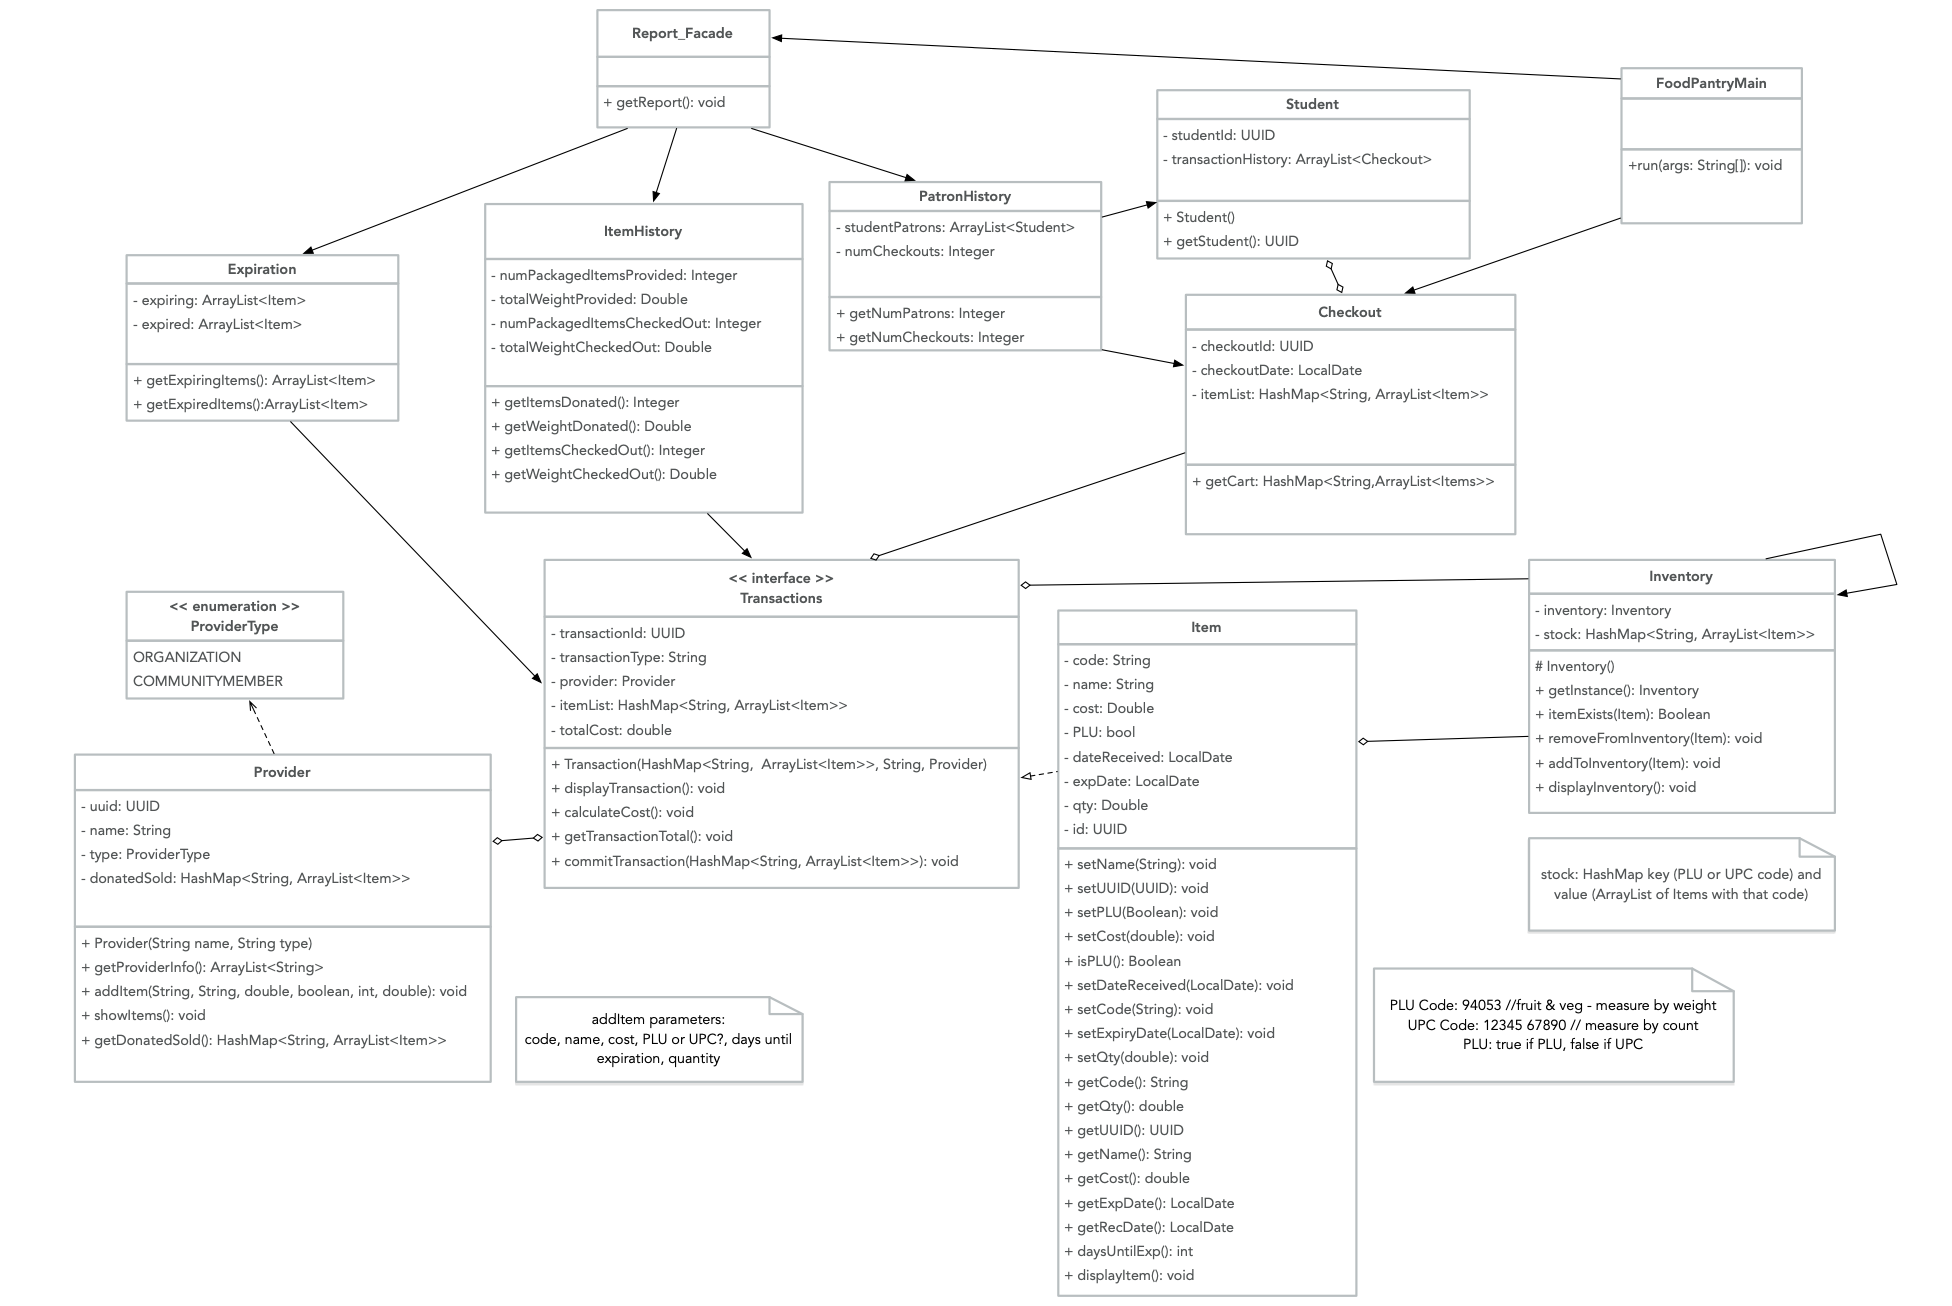 Report_Facade
+ getReport(): void
FoodPantryMain
+run(args: String[]): void
Student
- studentId: UUID
- transactionHistory: ArrayList<Checkout>
+ Student()
+ getStudent(): UUID
PatronHistory
- studentPatrons: ArrayList<Student>
- numCheckouts: Integer
+ getNumPatrons: Integer
+ getNumCheckouts: Integer
ItemHistory
- numPackagedItemsProvided: Integer
- totalWeightProvided: Double
- numPackagedItemsCheckedOut: Integer
- totalWeightCheckedOut: Double
+ getItemsDonated(): Integer
+ getWeightDonated(): Double
+ getItemsCheckedOut(): Integer
+ getWeightCheckedOut(): Double
Expiration
- expiring: ArrayList<Item>
- expired: ArrayList<Item>
+ getExpiringItems(): ArrayList<Item>
+ getExpiredItems():ArrayList<Item>
Checkout
- checkoutId: UUID
- checkoutDate: LocalDate
- itemList: HashMap<String, ArrayList<Item>>
+ getCart: HashMap<String,ArrayList<Items>>
<< interface >>
Transactions
- transactionId: UUID
- transactionType: String
- provider: Provider
- itemList: HashMap<String, ArrayList<Item>>
- totalCost: double
+ Transaction(HashMap<String,  ArrayList<Item>>, String, Provider)
+ displayTransaction(): void
+ calculateCost(): void
+ getTransactionTotal(): void
+ commitTransaction(HashMap<String, ArrayList<Item>>): void
Inventory
- inventory: Inventory
- stock: HashMap<String, ArrayList<Item>>
# Inventory()
+ getInstance(): Inventory
+ itemExists(Item): Boolean
+ removeFromInventory(Item): void
+ addToInventory(Item): void
+ displayInventory(): void
<< enumeration >>
ProviderType
ORGANIZATION
COMMUNITYMEMBER
Item
- code: String
- name: String
- cost: Double
- PLU: bool
- dateReceived: LocalDate
- expDate: LocalDate
- qty: Double
- id: UUID
+ setName(String): void
+ setUUID(UUID): void
+ setPLU(Boolean): void
+ setCost(double): void
+ isPLU(): Boolean
+ setDateReceived(LocalDate): void
+ setCode(String): void
+ setExpiryDate(LocalDate): void
+ setQty(double): void
+ getCode(): String
+ getQty(): double
+ getUUID(): UUID
+ getName(): String
+ getCost(): double
+ getExpDate(): LocalDate
+ getRecDate(): LocalDate
+ daysUntilExp(): int
+ displayItem(): void
Provider
- uuid: UUID
- name: String
- type: ProviderType
- donatedSold: HashMap<String, ArrayList<Item>>
+ Provider(String name, String type)
+ getProviderInfo(): ArrayList<String>
+ addItem(String, String, double, boolean, int, double): void
+ showItems(): void
+ getDonatedSold(): HashMap<String, ArrayList<Item>>
stock: HashMap key (PLU or UPC code) and
value (ArrayList of Items with that code)
addItem parameters:
code, name, cost, PLU or UPC?, days until
expiration, quantity
PLU Code: 94053 //fruit & veg - measure by weight
UPC Code: 12345 67890 // measure by count
PLU: true if PLU, false if UPC